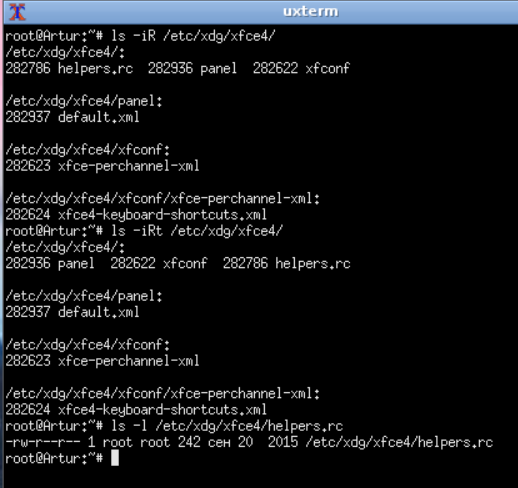 uxterm
root@Artur:~# ls -iR /etc/xdg/xfce4/
/etc/xdg/xfce4/:
282786 helpers.rc  282936 panel  282622 xfconf
/etc/xdg/xfce4/panel:
282937 default.xml
/etc/xdg/xfce4/xfconf:
282623 xfce-perchannel-xml
/etc/xdg/xfce4/xfconf/xfce-perchannel-xml:
282624 xfce4-keyboard-shortcuts.xml
root@Artur:~# ls -iRt /etc/xdg/xfce4/
/etc/xdg/xfce4/:
282936 panel  282622 xfconf  282786 helpers.rc
/etc/xdg/xfce4/panel:
282937 default.xml
/etc/xdg/xfce4/xfconf:
282623 xfce-perchannel-xml
/etc/xdg/xfce4/xfconf/xfce-perchannel-xml:
282624 xfce4-keyboard-shortcuts.xml
root@Artur:~# ls -l /etc/xdg/xfce4/helpers.rc
-rw-r--r-- 1 root root 242 сен 20  2015 /etc/xdg/xfce4/helpers.rc
root@Artur:~#